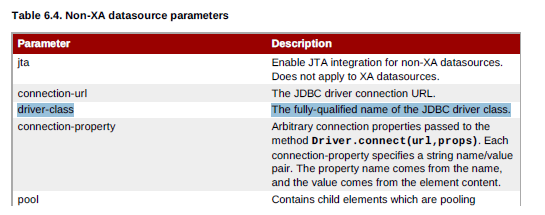 Table 6.4. Non-XA datasource parameters
Parameter Description
jta Enable JTA integration for non-XA datasources.
Does not apply to XA datasources.
connection-url The JDBC driver connection URL.
driver-class The fully-qualified name of the JDBC driver class.
connection-property Arbitrary connection properties passed to the
method Driver.connect(url,props). Each
connection-property specifies a string name/value
pair. The property name comes from the name,
and the value comes from the element content.
pool Contains child elements which are pooling